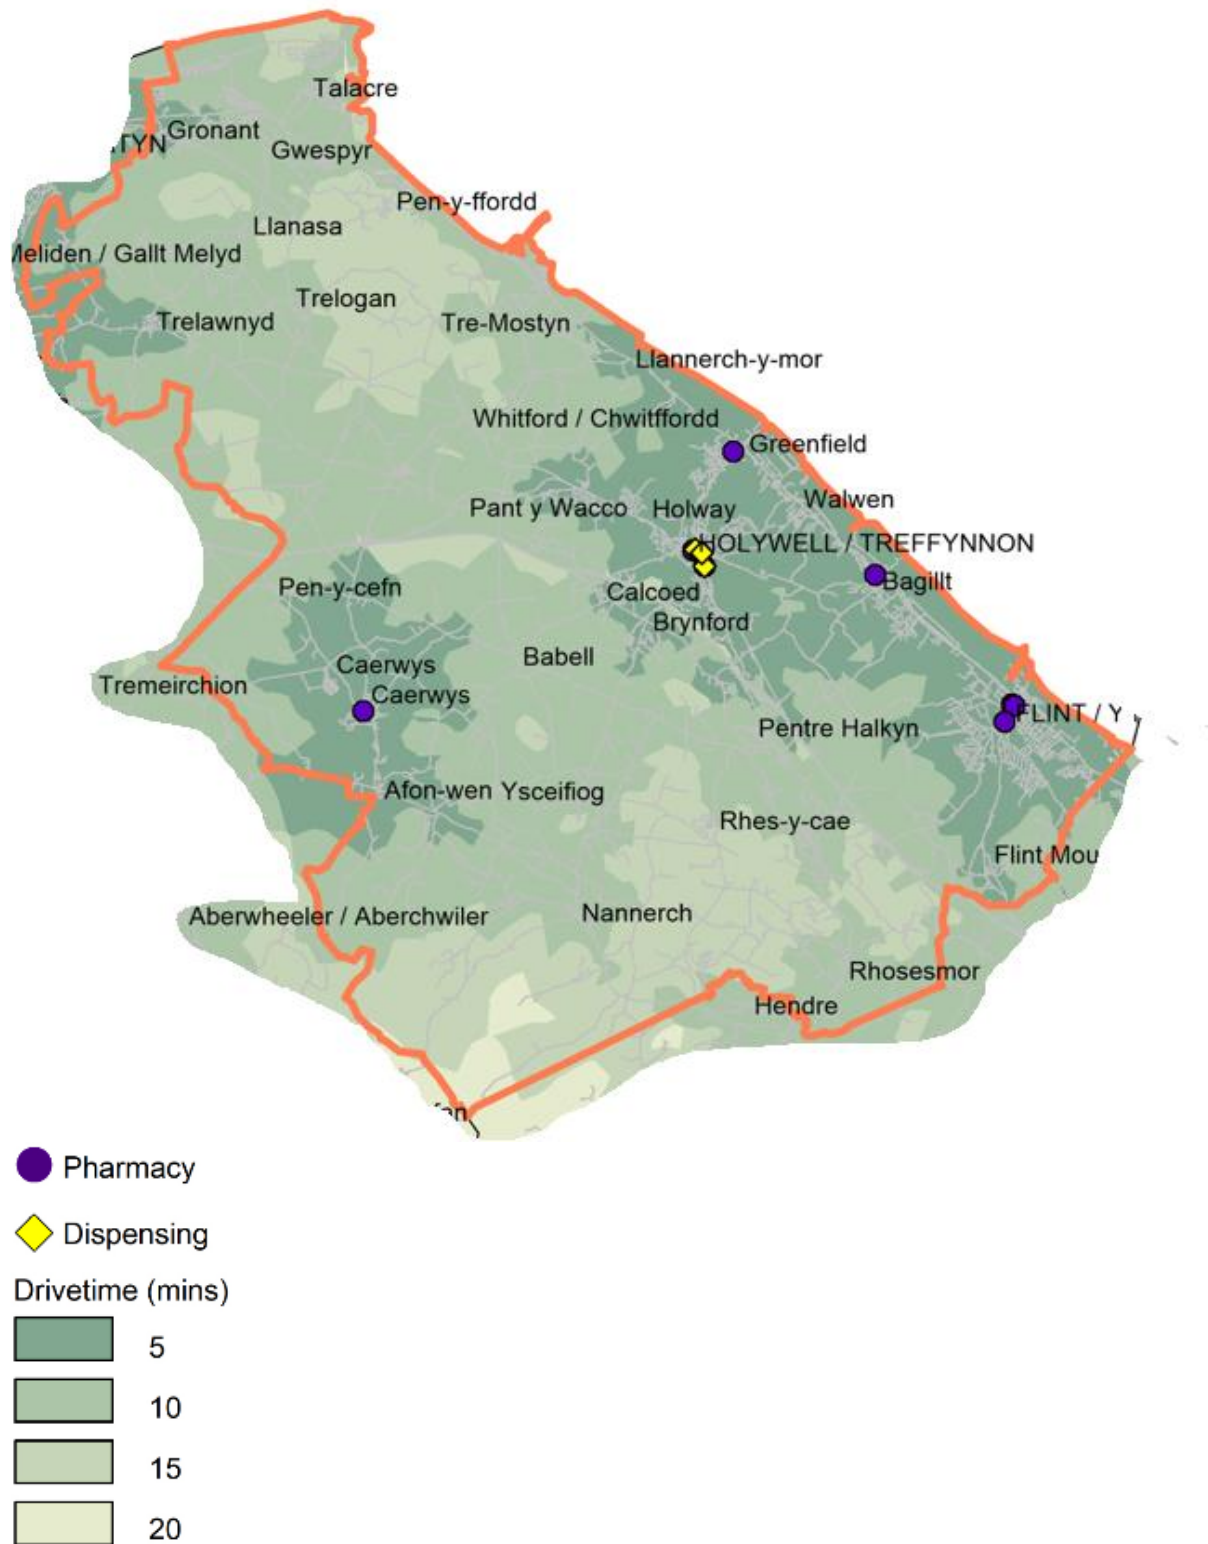 Talacre
Gronant
Gwespyr
Pen-y-ffordd
Llanasa
/ Gallt Melyd
Trelogan
Trelawnyd
Tre-Mostyn
Llannerch-y-mor
Whitford / Chwitffordd
Greenfield
Walwen
Pant y Wacco
Holway
HOLYWELL / TREFFYNNON
Bagillt
Pen-y-cefn
Calcoed
Brynford
Babell
Caerwys
Tremeirchion
Caerwys
FLINT / Y
Pentre Halkyn
Afon-wen
Ysceifiog
Rhes-y-cae
Flint Mou
Aberwheeler / Aberchwiler
Nannerch
Rhosesmor
Hendre
Pharmacy
Dispensing
Drivetime (mins)
5
10
15
20